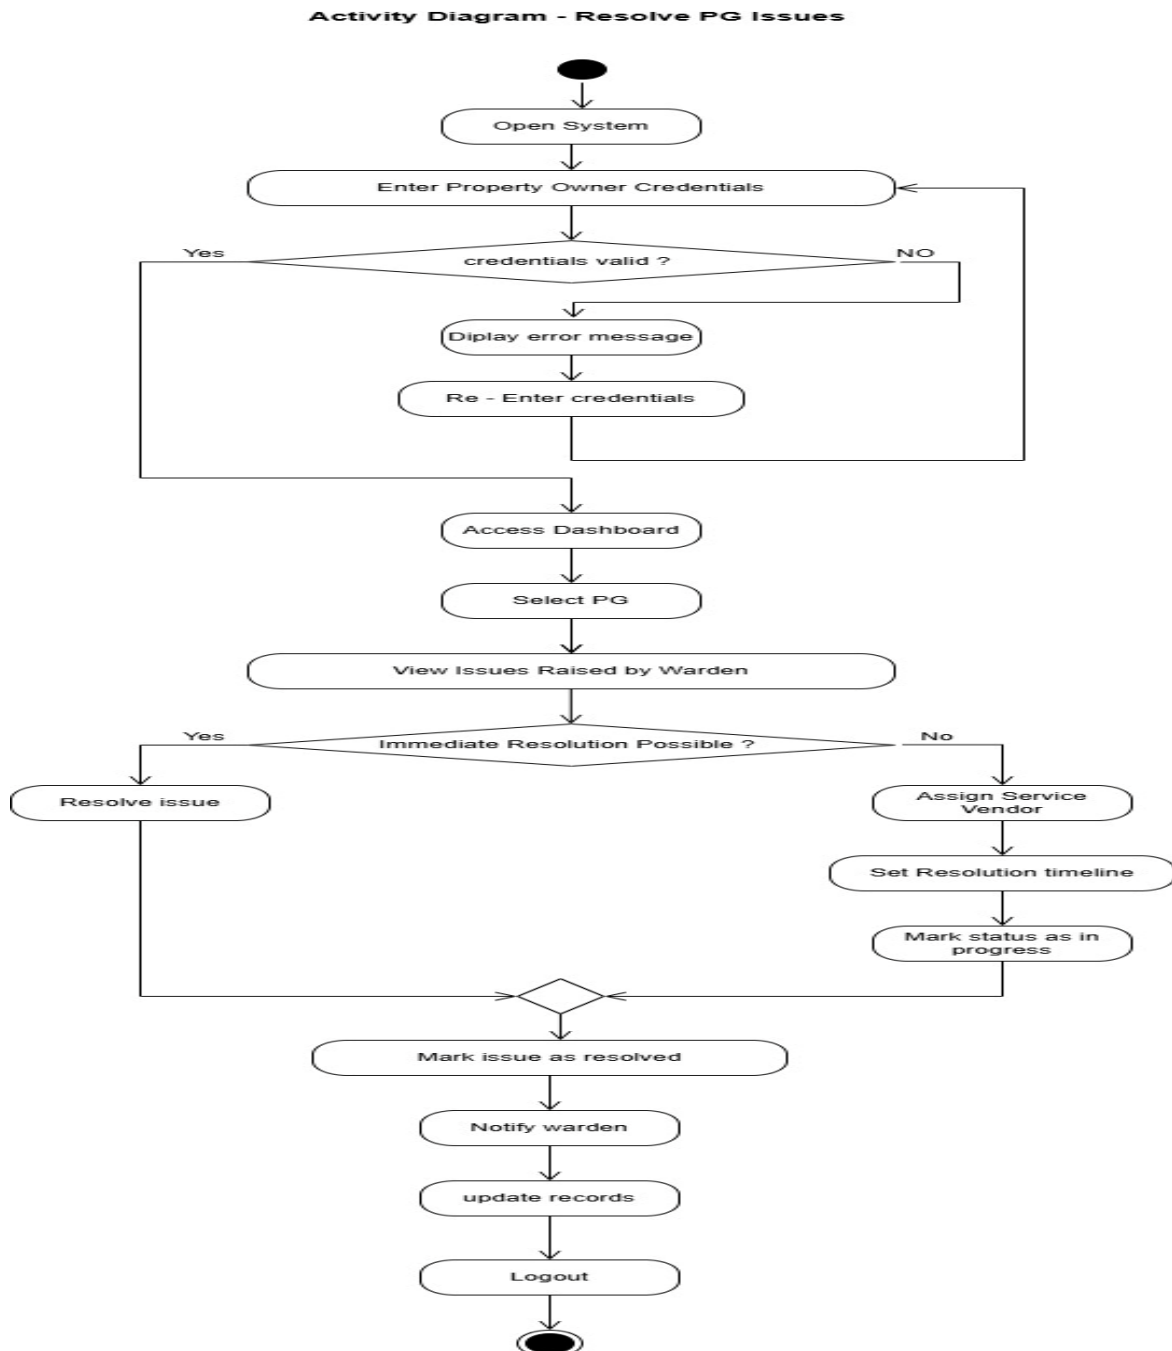 Activity Diagram - Resolve PG Issues
Open System
Enter Property Owner Credentials
Yes
credentials valid ?
NO
Diplay error message
Re - Enter credentials
Access Dashboard
Select PG
View Issues Raised by Warden
Yes
Immediate Resolution Possible ?
No
Resolve issue
Assign Service
Vendor
Set Resolution timeline
Mark status as in
progress
Mark issue as resolved
Notify warden
update records
Logout